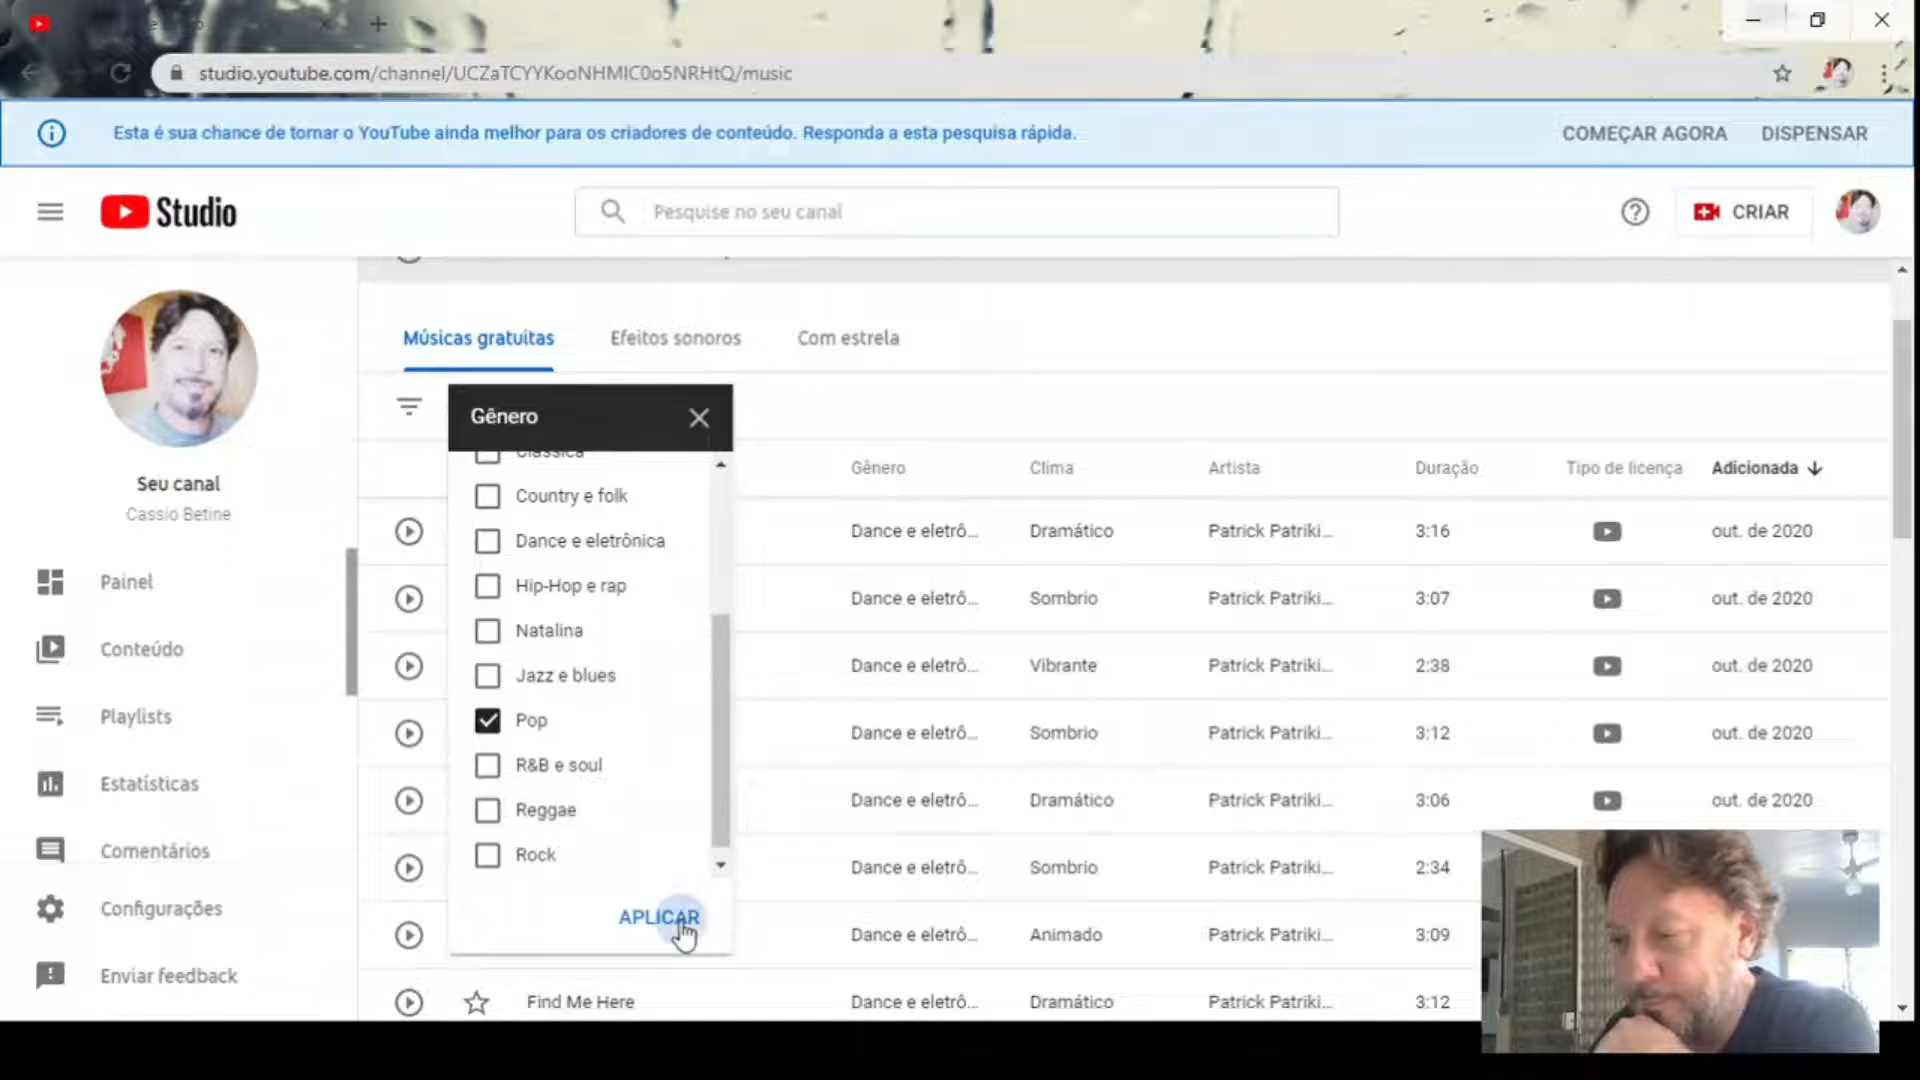 studio.youtube.com/channel/UCZaTCYYKooNHMIC0o5NRHtQ/music
Esta é sua chance de tornar o YouTube ainda melhor para os criadores de conteúdo. Responda a esta pesquisa rápida.
COMEÇAR AGORA
DISPENSAR
Studio
Pesquise no seu canal
CRIAR
Seu canal
Cassio Betine
Painel
Conteúdo
Playlists
Estatísticas
Comentários
Configurações
Enviar feedback
Músicas gratuitas
Efeitos sonoros
Com estrela
Gênero
Clássica
Country e folk
Dance e eletrônica
Hip-Hop e rap
Natalina
Jazz e blues
Pop
R&B e soul
Reggae
Rock
APLICAR
Gênero Clima Artista Duração Tipo de licença Adicionada
Dance e eletrô... Dramático Patrick Patriki... 3:16 out. de 2020
Dance e eletrô... Sombrio Patrick Patriki... 3:07 out. de 2020
Dance e eletrô... Vibrante Patrick Patriki... 2:38 out. de 2020
Dance e eletrô... Sombrio Patrick Patriki... 3:12 out. de 2020
Dance e eletrô... Dramático Patrick Patriki... 3:06 out. de 2020
Dance e eletrô... Sombrio Patrick Patriki... 2:34
Dance e eletrô... Animado Patrick Patriki... 3:09
Find Me Here Dance e eletrô... Dramático Patrick Patriki... 3:12